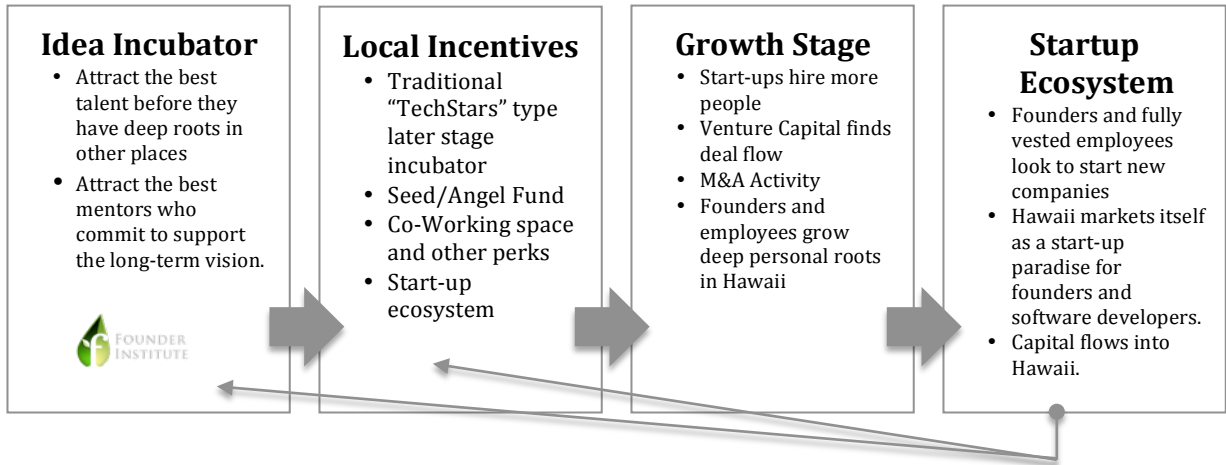 Idea Incubator
• Attract the best
talent before they
have deep roots in
other places
• Attract the best
mentors who
commit to support
the long-term vision.
FOUNDER
INSTITUTE
Local Incentives
• Traditional
“TechStars” type
later stage
incubator
• Seed/Angel Fund
• Co-Working space
and other perks
• Start-up
ecosystem
Growth Stage
• Start-ups hire more
people
• Venture Capital finds
deal flow
• M&A Activity
• Founders and
employees grow
deep personal roots
in Hawaii
Startup
Ecosystem
• Founders and fully
vested employees
look to start new
companies
• Hawaii markets itself
as a start-up
paradise for
founders and
software developers.
• Capital flows into
Hawaii.